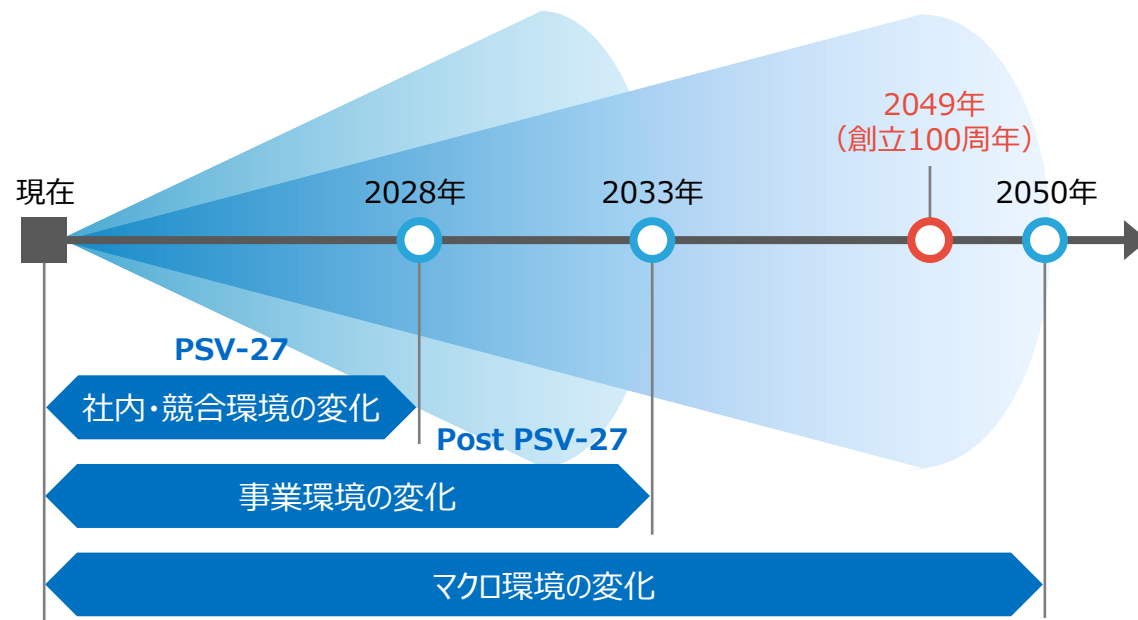 2049年
（創立100周年）
現在
2028年
2033年
2050年
PSV-27
社内・競合環境の変化
Post PSV-27
事業環境の変化
マクロ環境の変化